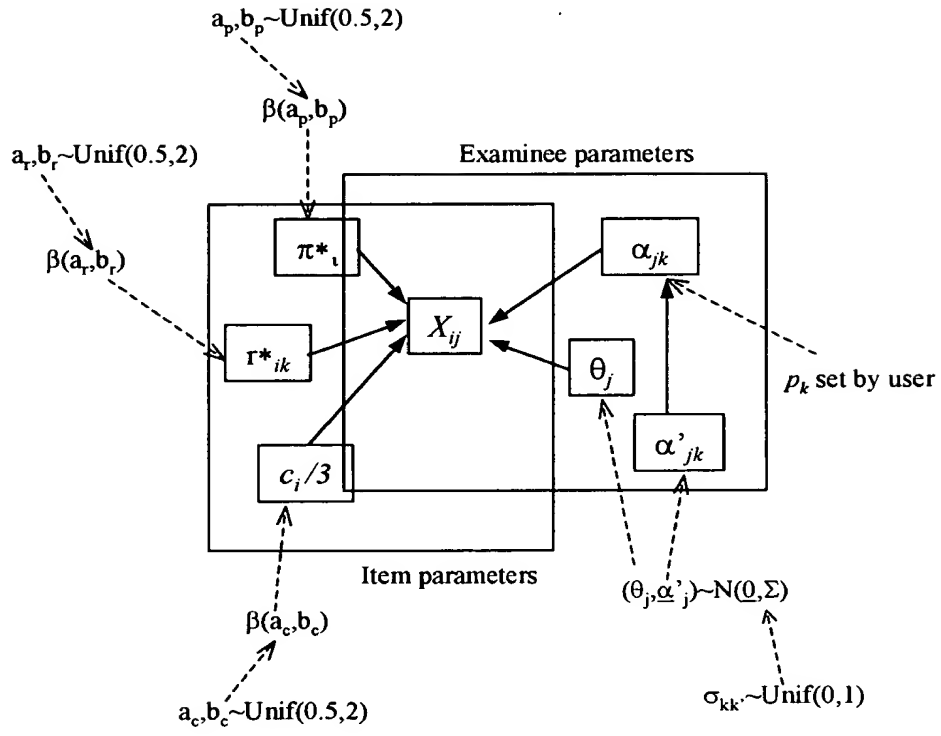 a_p,b_p~Unif(0.5,2)
β(a_p,b_p)
a_r,b_r~Unif(0.5,2)
Examinee parameters
π*_ι
α_jk
β(a_r,b_r)
X_ij
r*_ik
θ_j
p_k set by user
α'_jk
c_i/3
Item parameters
(θ_j,α'_j)~N(0,Σ)
β(a_c,b_c)
σ_kk'~Unif(0,1)
a_c,b_c~Unif(0.5,2)